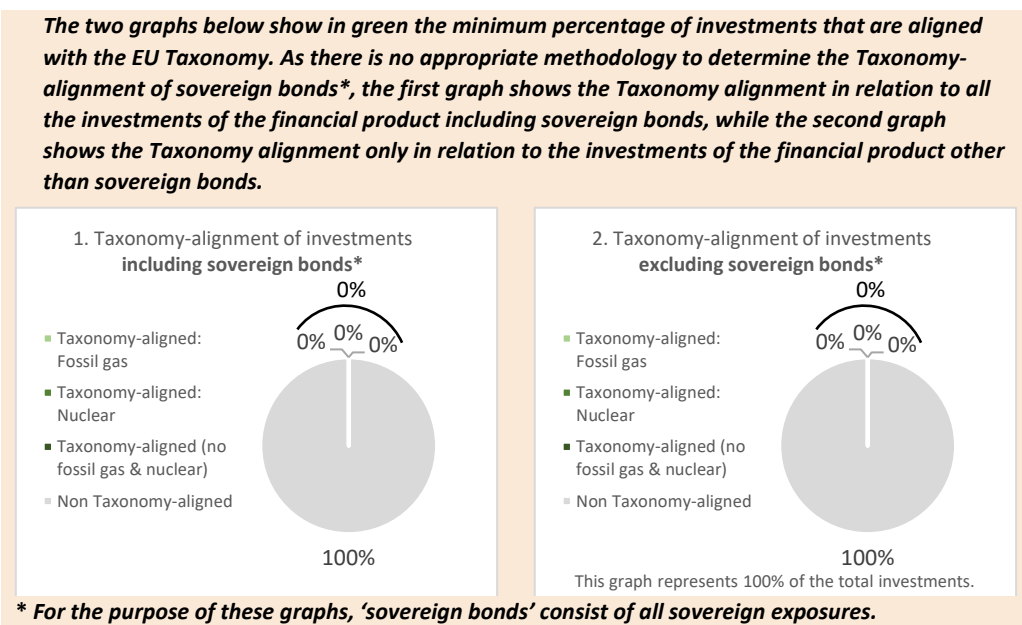 The two graphs below show in green the minimum percentage of investments that are aligned
with the EU Taxonomy. As there is no appropriate methodology to determine the Taxonomy-
alignment of sovereign bonds*, the first graph shows the Taxonomy alignment in relation to all
the investments of the financial product including sovereign bonds, while the second graph
shows the Taxonomy alignment only in relation to the investments of the financial product other
than sovereign bonds.
1. Taxonomy-alignment of investments
including sovereign bonds*
0%
0% 0% 0%
Taxonomy-aligned:
Fossil gas
Taxonomy-aligned:
Nuclear
Taxonomy-aligned (no
fossil gas & nuclear)
Non Taxonomy-aligned
100%
2. Taxonomy-alignment of investments
excluding sovereign bonds*
0%
0% 0% 0%
Taxonomy-aligned:
Fossil gas
Taxonomy-aligned:
Nuclear
Taxonomy-aligned (no
fossil gas & nuclear)
Non Taxonomy-aligned
100%
This graph represents 100% of the total investments.
* For the purpose of these graphs, ‘sovereign bonds’ consist of all sovereign exposures.